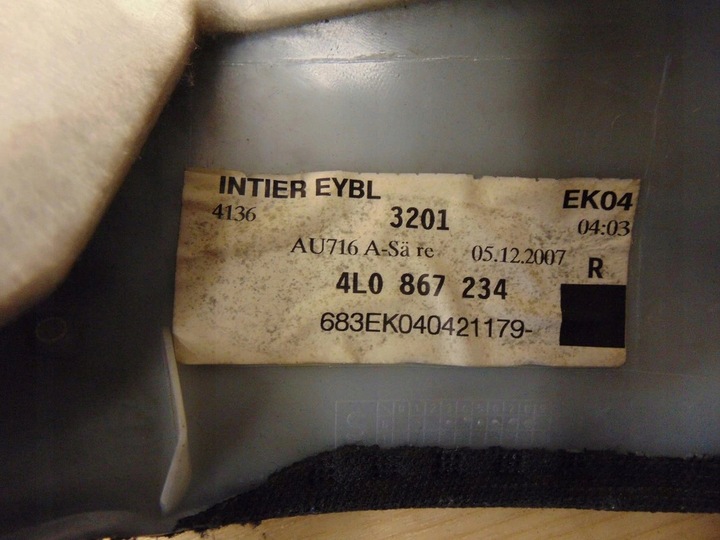 INTIER EYBL EK04
4136 3201 04:03
AU716 A-Sä re 05.12.2007 R
4L0 867 234
683EK040421179-